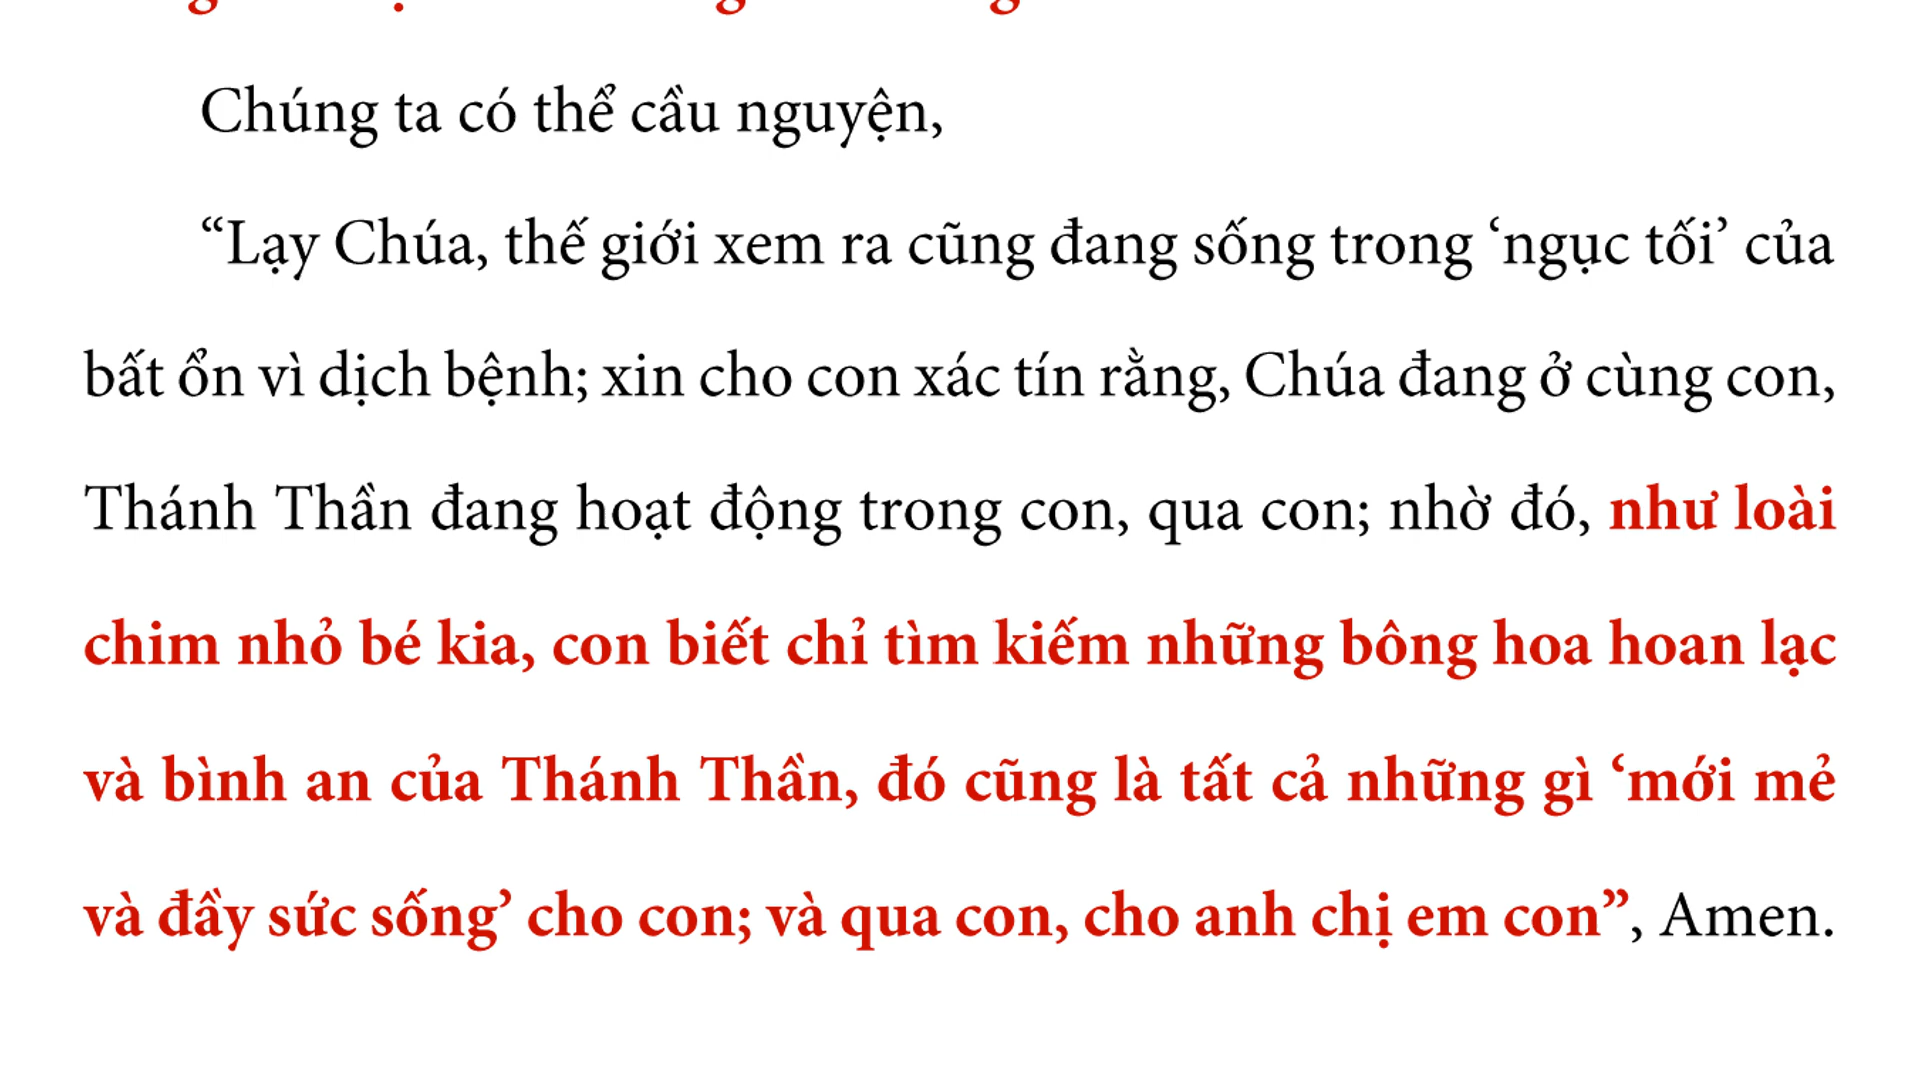 Chúng ta có thể cầu nguyện,
“Lạy Chúa, thế giới xem ra cũng đang sống trong ‘ngục tối’ của
bất ổn vì dịch bệnh; xin cho con xác tín rằng, Chúa đang ở cùng con,
Thánh Thần đang hoạt động trong con, qua con; nhờ đó, như loài
chim nhỏ bé kia, con biết chỉ tìm kiếm những bông hoa hoan lạc
và bình an của Thánh Thần, đó cũng là tất cả những gì ‘mới mẻ
và đầy sức sống’ cho con; và qua con, cho anh chị em con”, Amen.